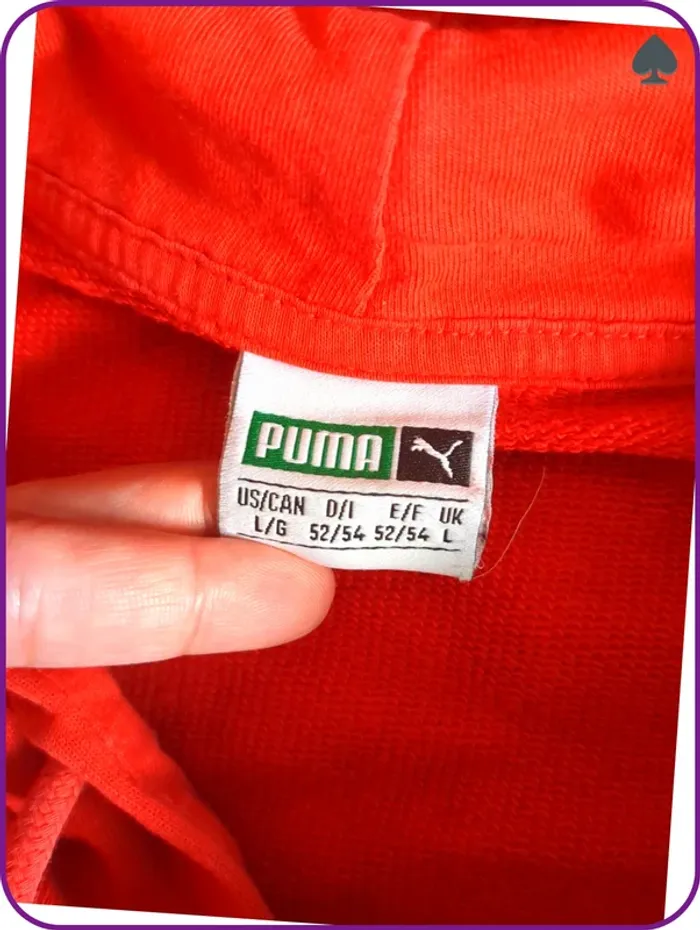 PUMA
US/CAN D/I E/F UK
L/G 52/54 52/54 L